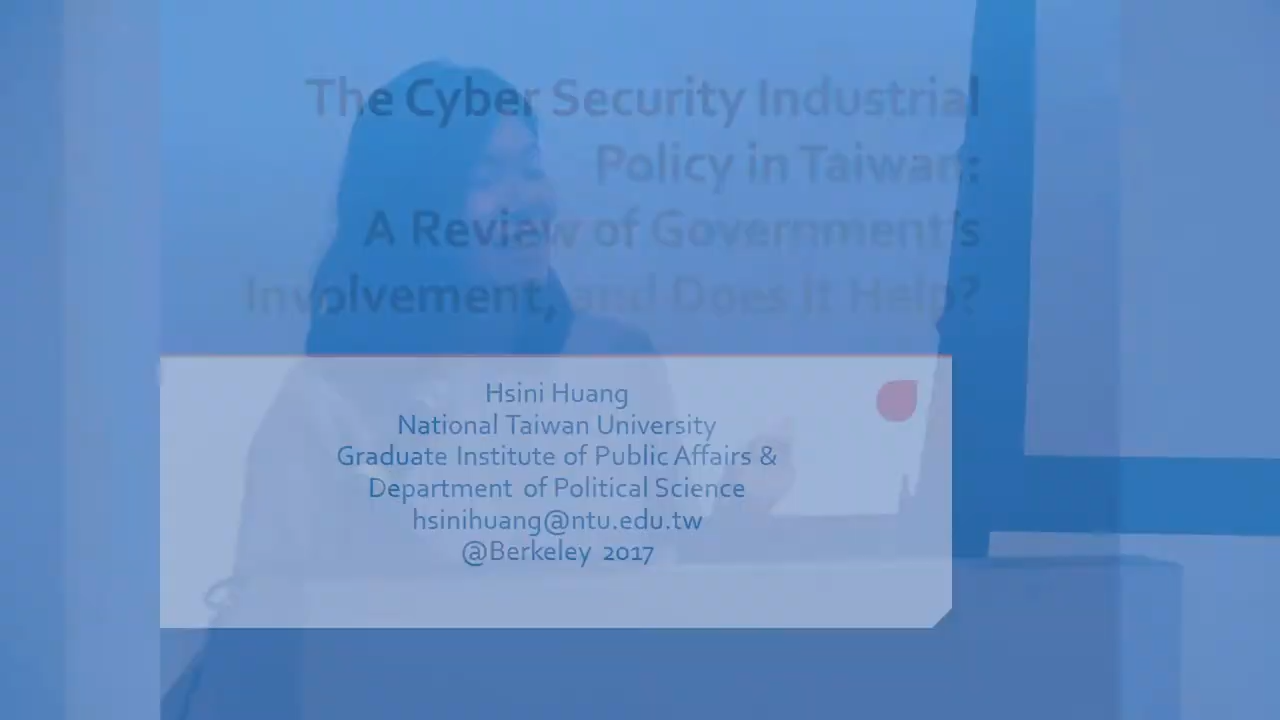 The Cyber Security Industrial
Policy in Taiwan:
A Review of Government's
Involvement, and Does It Help?
Hsini Huang
National Taiwan University
Graduate Institute of Public Affairs &
Department of Political Science
hsinihuang@ntu.edu.tw
@Berkeley 2017